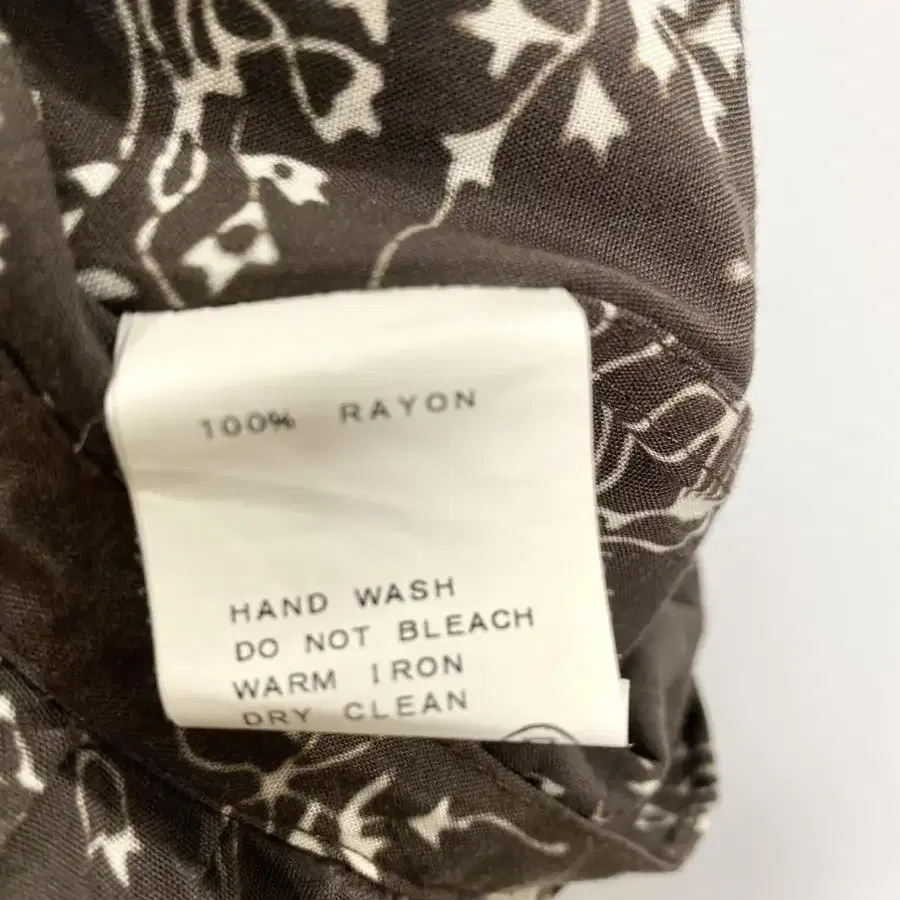 100% RAYON
HAND WASH
DO NOT BLEACH
WARM IRON
DRY CLEAN